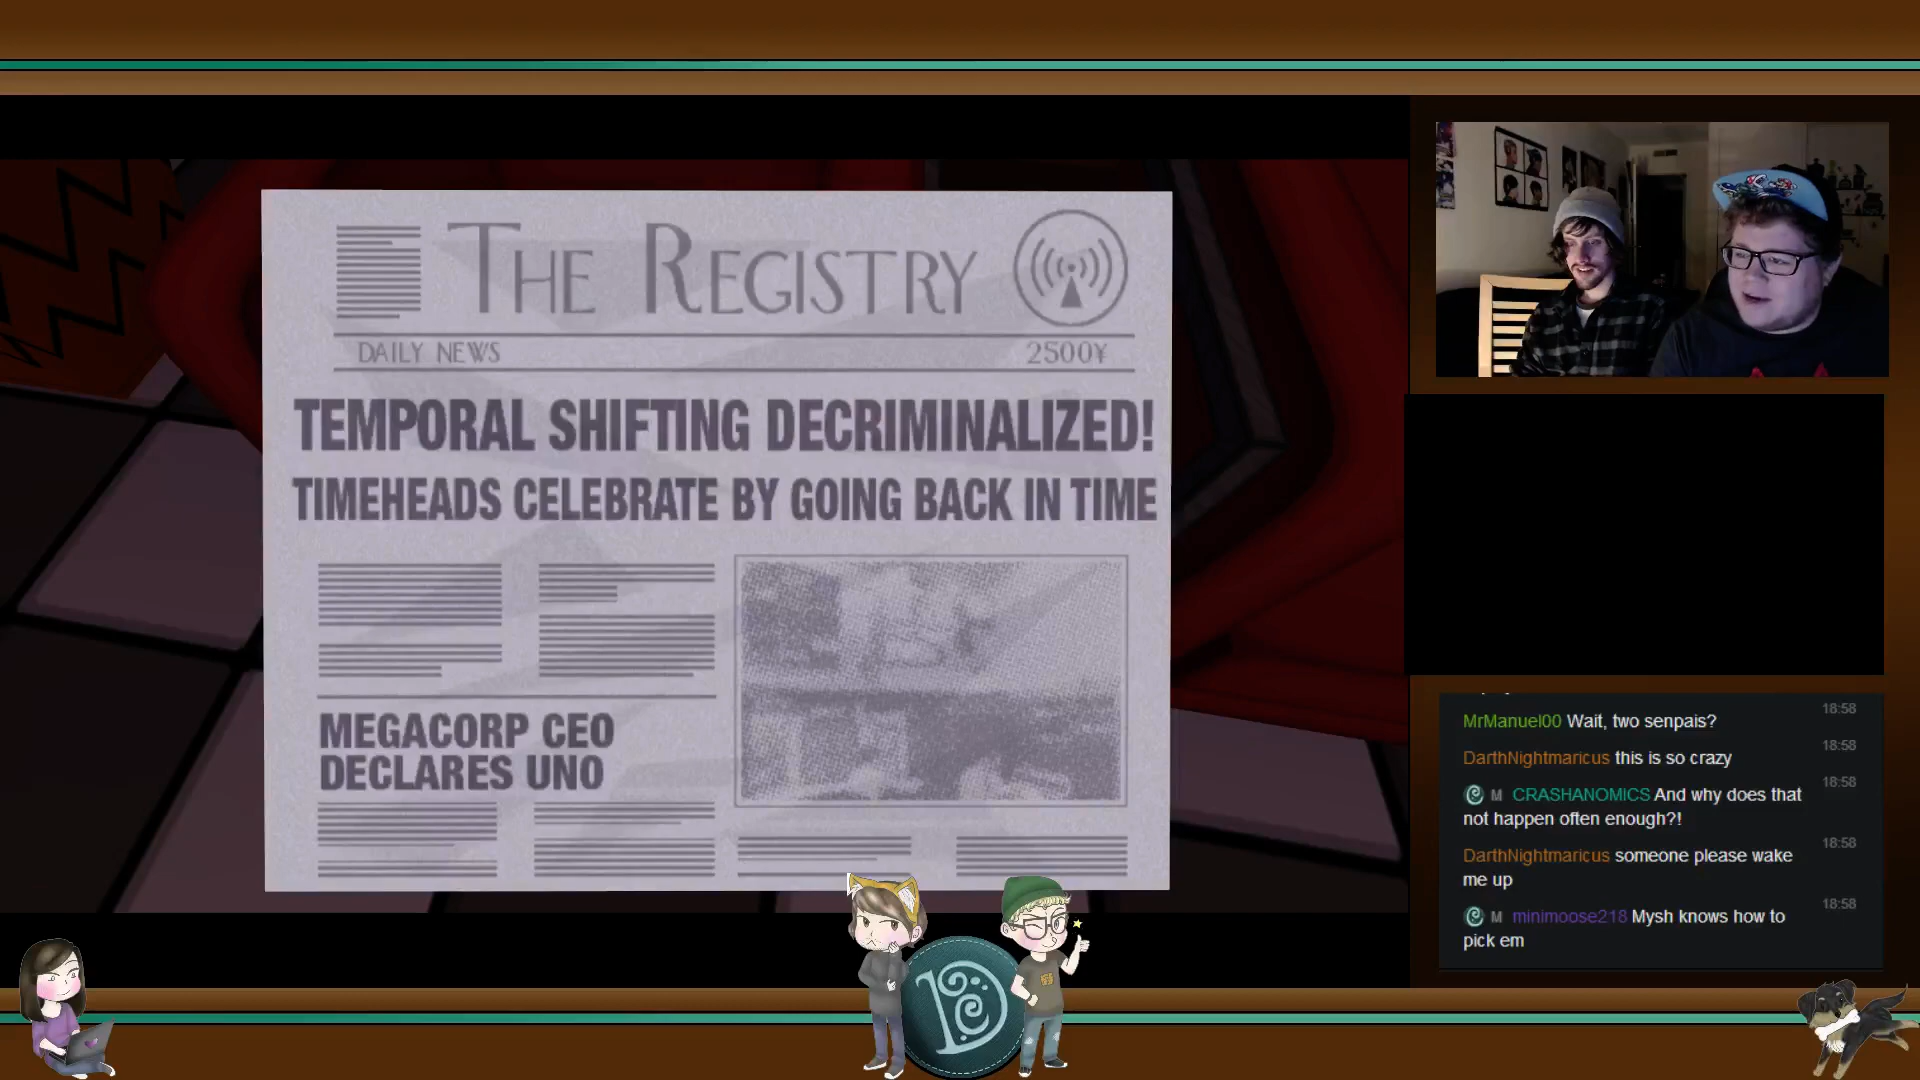 THE REGISTRY
DAILY NEWS
2500¥
TEMPORAL SHIFTING DECRIMINALIZED!
TIMEHEADS CELEBRATE BY GOING BACK IN TIME
MEGACORP CEO
DECLARES UNO
MrManuel00 Wait, two senpais? 18:58
DarthNightmaricus this is so crazy 18:58
M CRASHANOMICS And why does that 18:58
not happen often enough?!
DarthNightmaricus someone please wake 18:58
me up
M minimoose218 Mysh knows how to 18:58
pick em